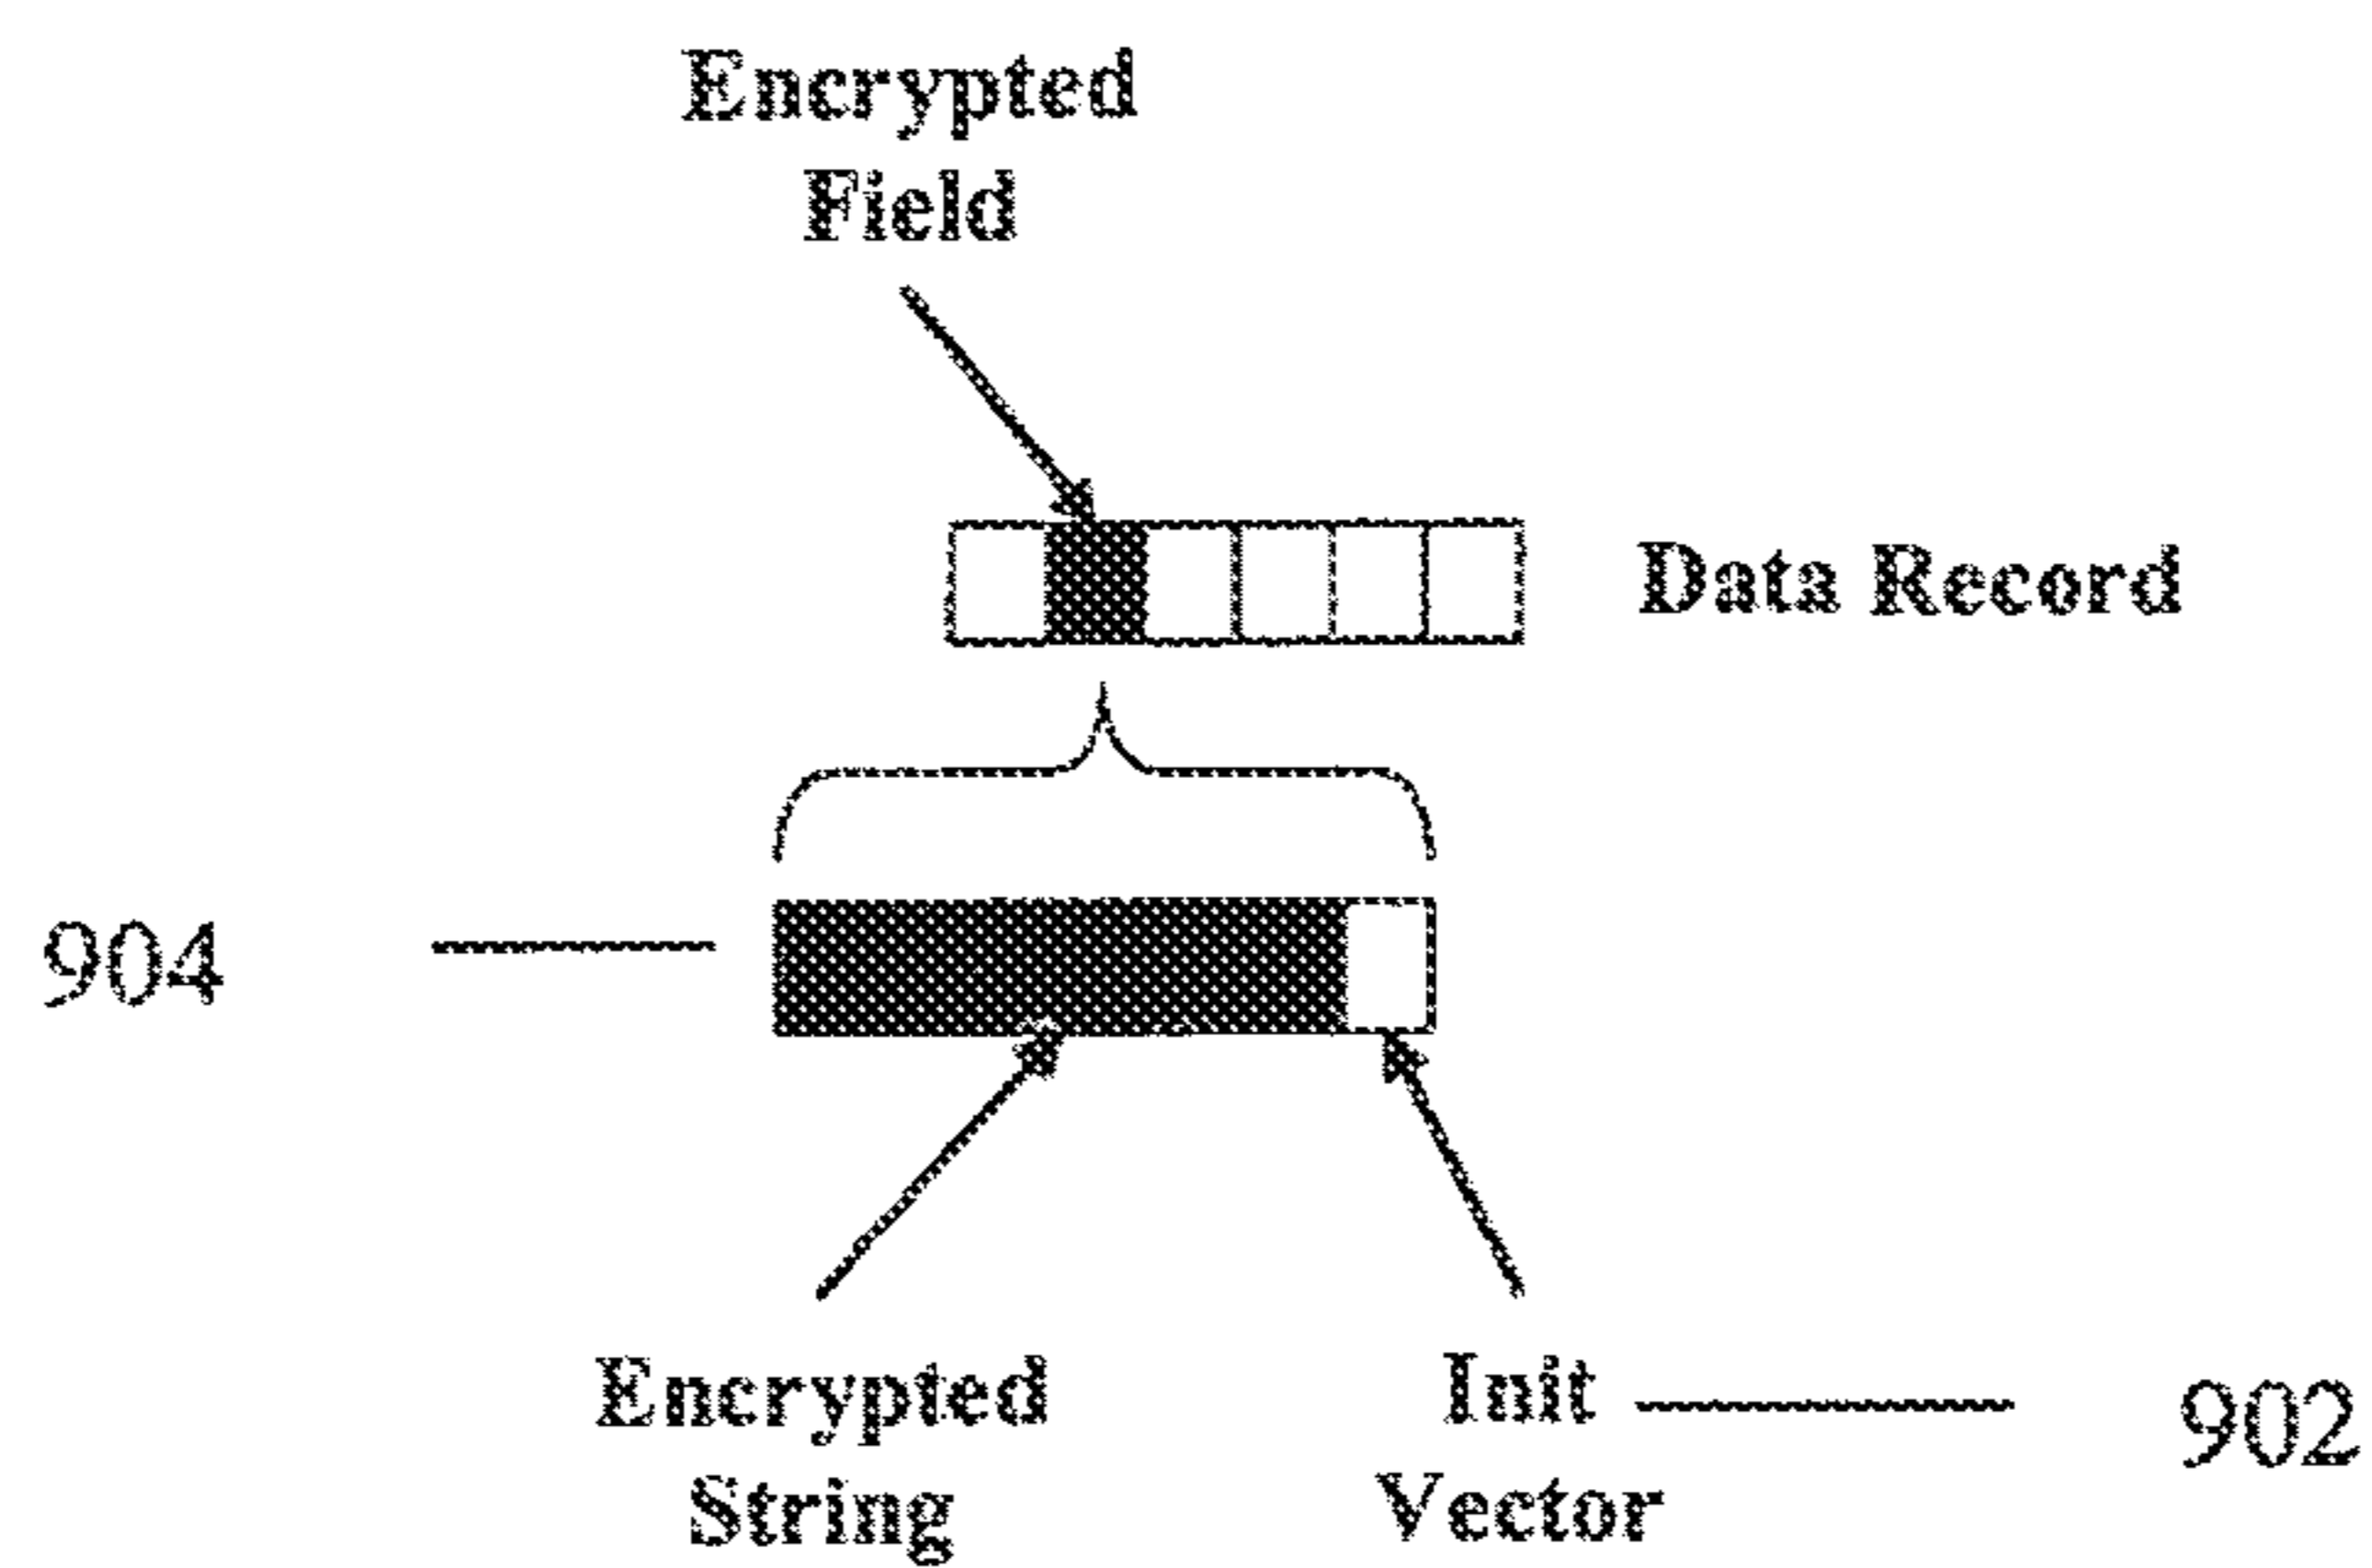 Encrypted
Field
Data Record
904
Encrypted
String
Init
Vector
902